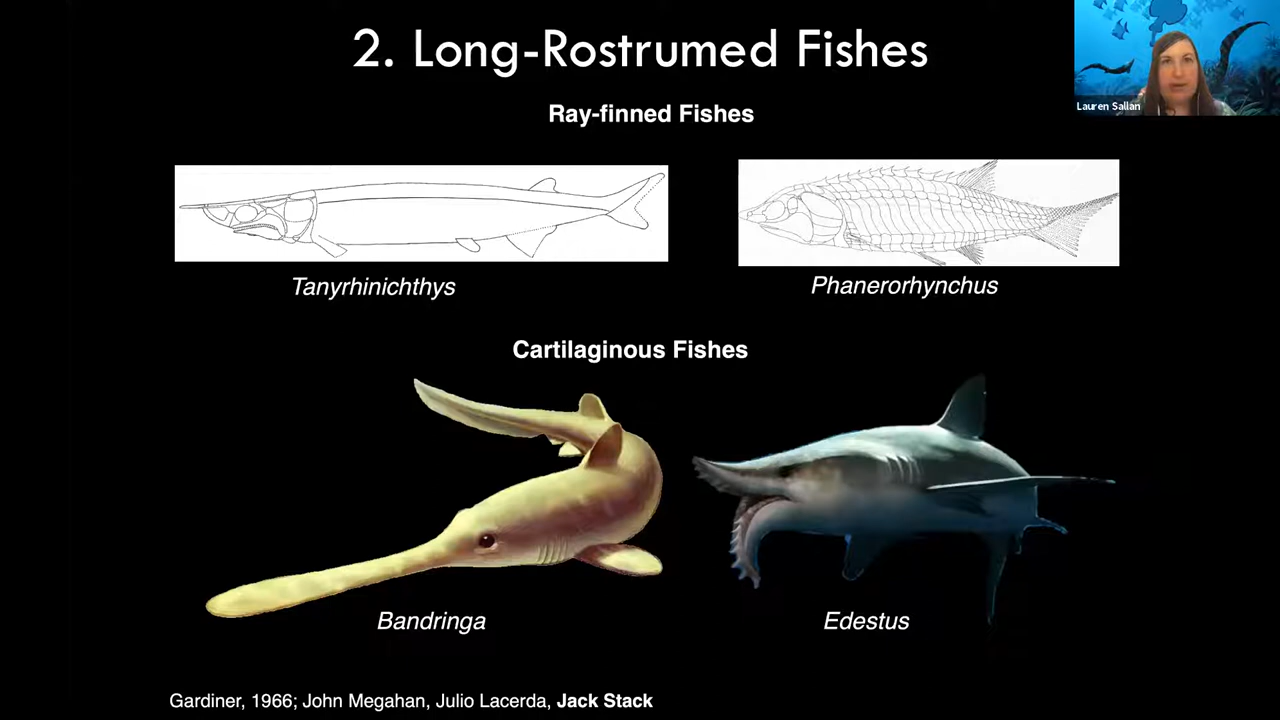 2. Long-Rostrumed Fishes
Lauren Sallan
Ray-finned Fishes
Tanyrhinichthys
Phanerorhynchus
Cartilaginous Fishes
Bandringa
Edestus
Gardiner, 1966; John Megahan, Julio Lacerda, Jack Stack